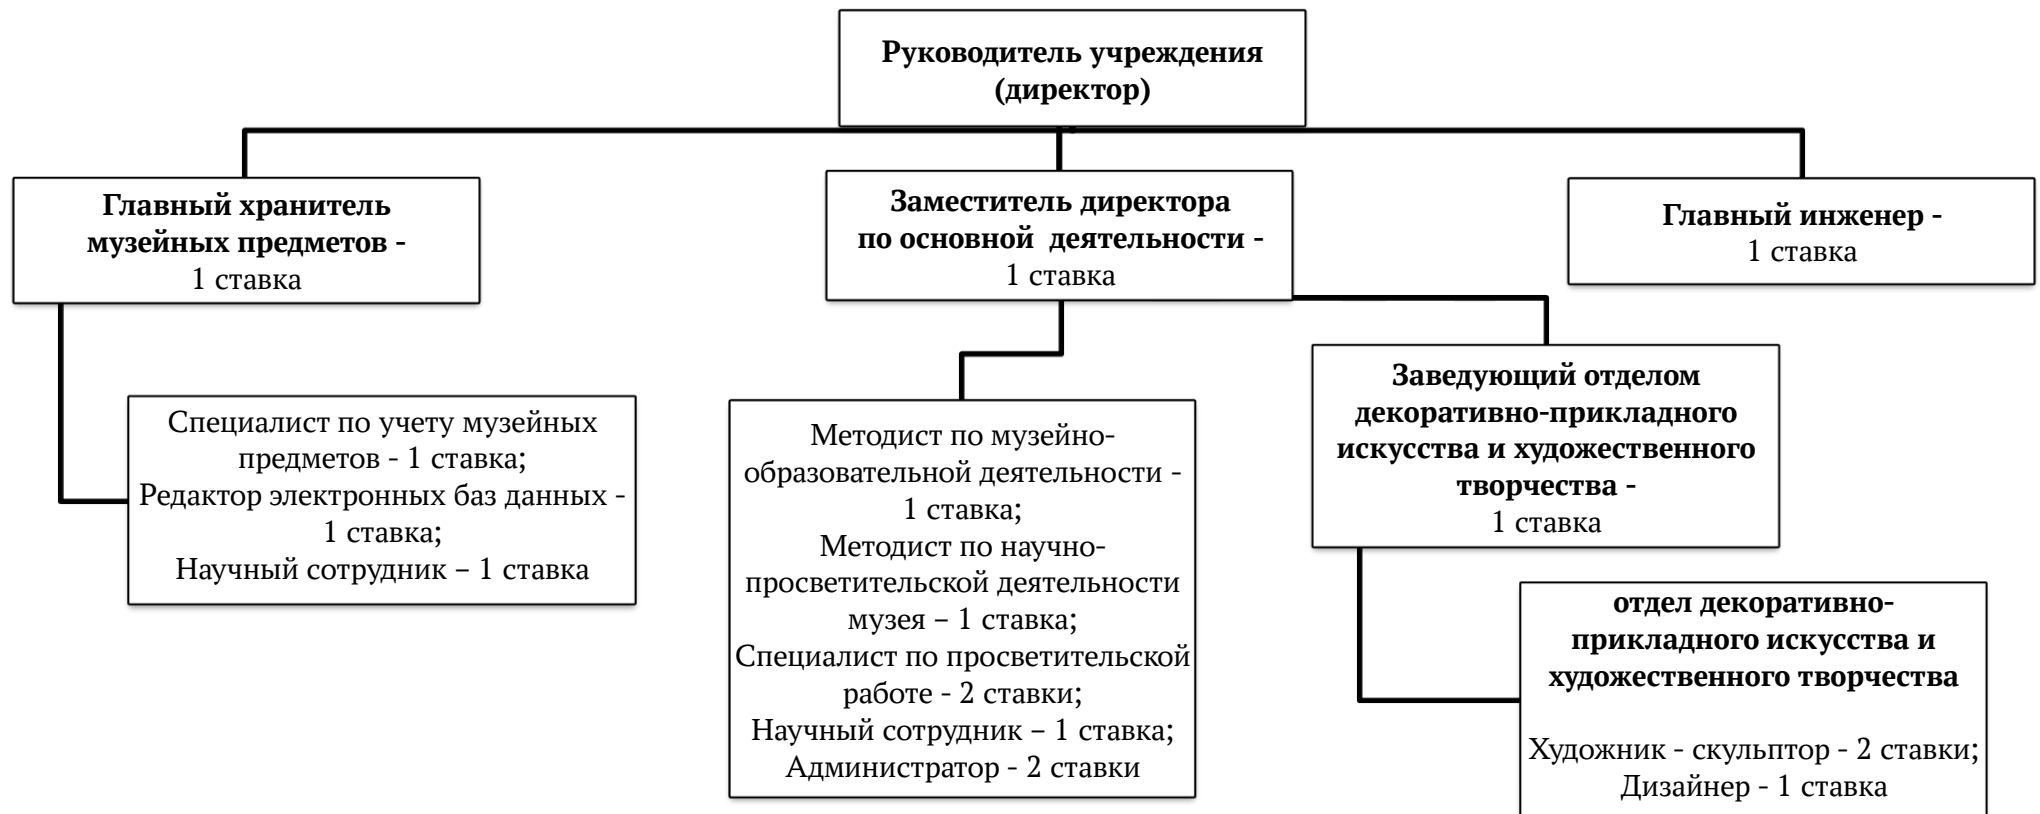 Руководитель учреждения
(директор)
Главный хранитель
музейных предметов -
1 ставка
Заместитель директора
по основной деятельности -
1 ставка
Главный инженер -
1 ставка
Специалист по учету музейных
предметов - 1 ставка;
Редактор электронных баз данных -
1 ставка;
Научный сотрудник – 1 ставка
Методист по музейно-
образовательной деятельности -
1 ставка;
Методист по научно-
просветительской деятельности
музея – 1 ставка;
Специалист по просветительской
работе - 2 ставки;
Научный сотрудник – 1 ставка;
Администратор - 2 ставки
Заведующий отделом
декоративно-прикладного
искусства и художественного
творчества -
1 ставка
отдел декоративно-
прикладного искусства и
художественного творчества
Художник - скульптор - 2 ставки;
Дизайнер - 1 ставка